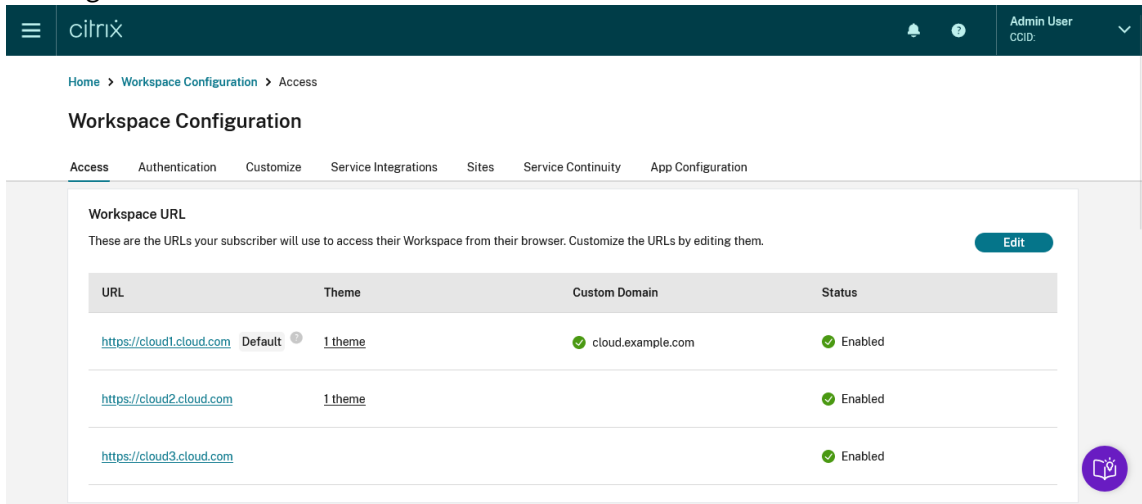 citrix
Admin User
CCID:
Home > Workspace Configuration > Access
Workspace Configuration
Access Authentication Customize Service Integrations Sites Service Continuity App Configuration
Workspace URL
These are the URLs your subscriber will use to access their Workspace from their browser. Customize the URLs by editing them.
Edit
URL Theme Custom Domain Status
https://cloud1.cloud.com Default ? 1 theme cloud.example.com Enabled
https://cloud2.cloud.com 1 theme Enabled
https://cloud3.cloud.com Enabled